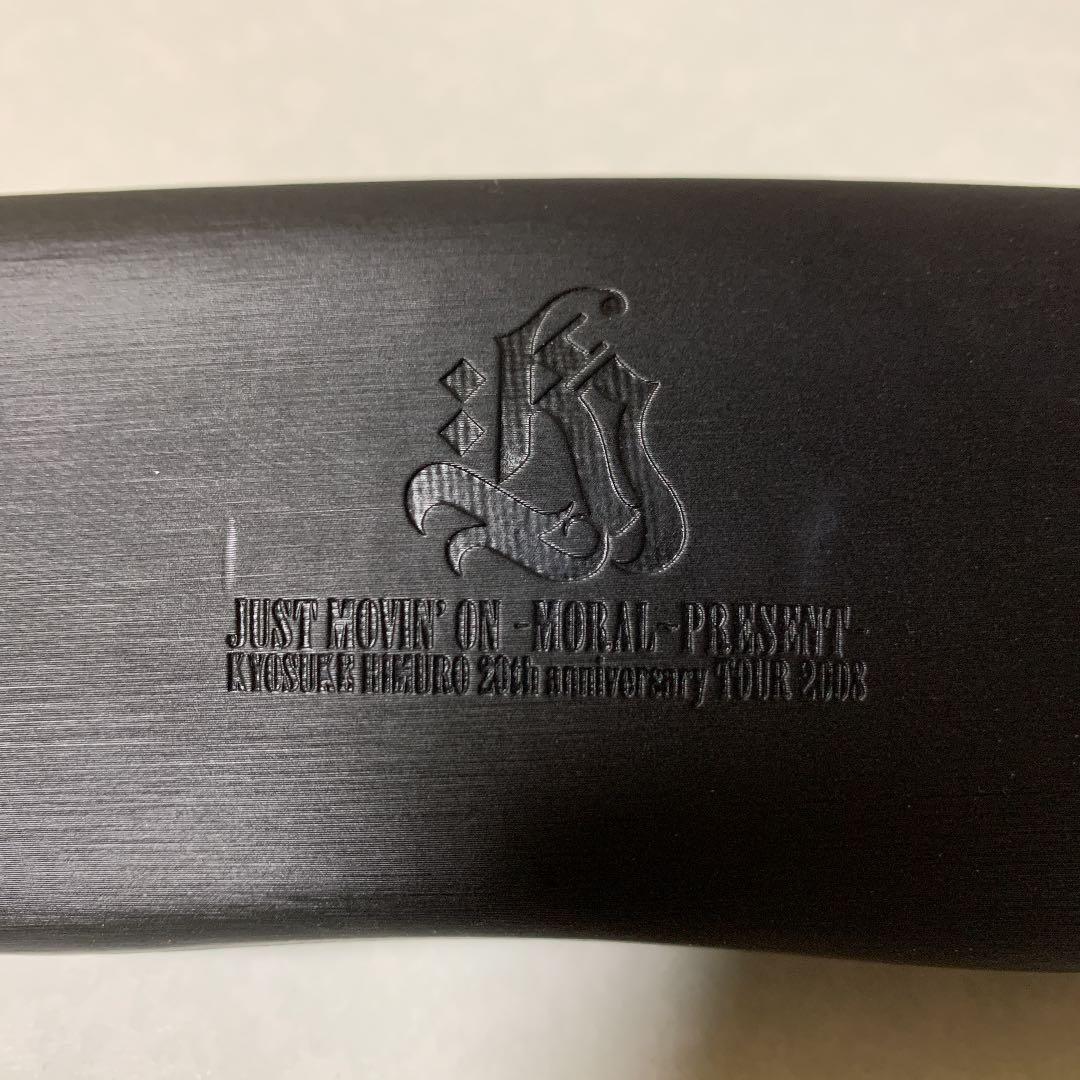 JUST MOVIN' ON -MORAL~PRESENT-
KYOSUKE HIMURO 20th anniversary TOUR 2008